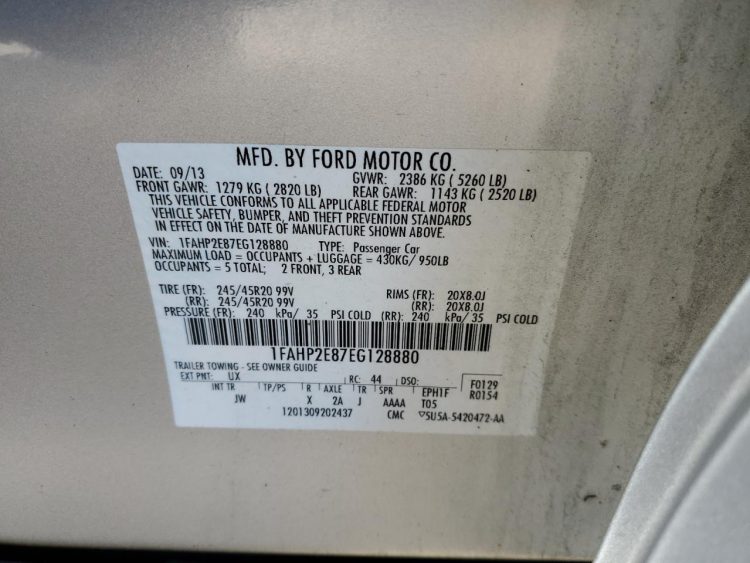 MFD. BY FORD MOTOR CO.
DATE: 09/13 GVWR: 2386 KG ( 5260 LB)
FRONT GAWR: 1279 KG ( 2820 LB) REAR GAWR: 1143 KG ( 2520 LB)
THIS VEHICLE CONFORMS TO ALL APPLICABLE FEDERAL MOTOR
VEHICLE SAFETY, BUMPER, AND THEFT PREVENTION STANDARDS
IN EFFECT ON THE DATE OF MANUFACTURE SHOWN ABOVE.
VIN: 1FAHP2E87EG128880 TYPE: Passenger Car
MAXIMUM LOAD = OCCUPANTS + LUGGAGE = 430KG/ 950LB
OCCUPANTS = 5 TOTAL; 2 FRONT, 3 REAR
TIRE (FR): 245/45R20 99V RIMS (FR): 20X8.0J
(RR): 245/45R20 99V (RR): 20X8.0J
PRESSURE (FR): 240 kPa/ 35 PSI COLD (RR): 240 kPa/ 35 PSI COLD
1FAHP2E87EG128880
TRAILER TOWING - SEE OWNER GUIDE
EXT PNT: UX RC: 44 DSO: F0129
INT TR TP/PS R AXLE TR SPR EPH1F R0154
JW X 2A J AAAA T05
1201309202437 CMC ▽5U5A-5420472-AA